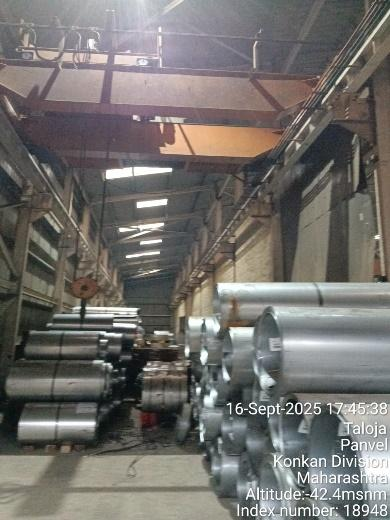 16-Sept-2025 17:45:38
Taloja
Panvel
Konkan Division
Maharashtra
Altitude:-42.4msnm
Index number: 18948